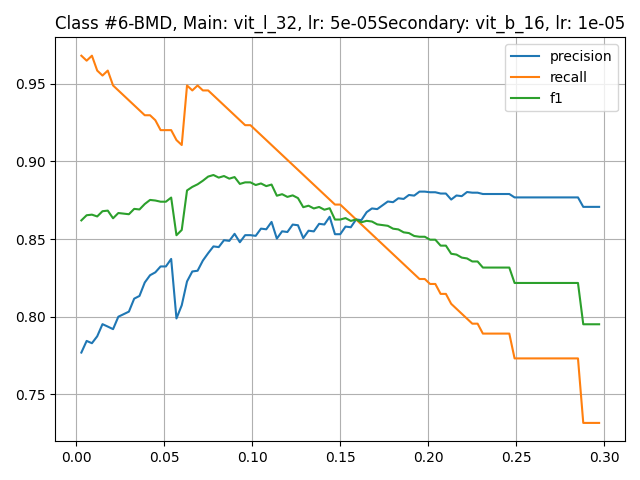 Class #6-BMD, Main: vit_l_32, lr: 5e-05Secondary: vit_b_16, lr: 1e-05
precision
recall
f1
0.95
0.90
0.85
0.80
0.75
0.00 0.05 0.10 0.15 0.20 0.25 0.30